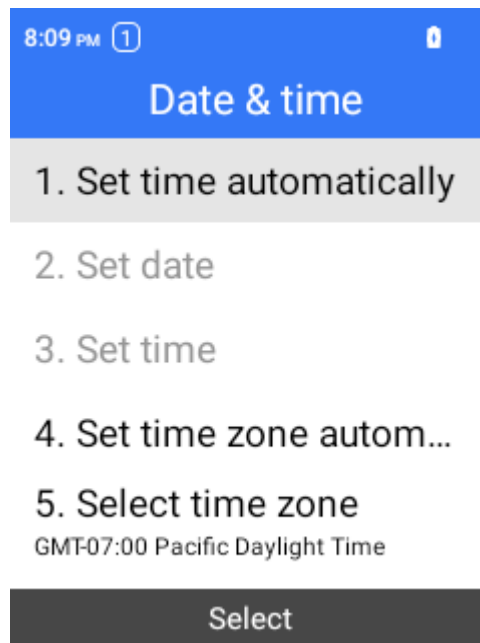 8:09 PM 1
Date & time
1. Set time automatically
2. Set date
3. Set time
4. Set time zone autom...
5. Select time zone
GMT-07:00 Pacific Daylight Time
Select